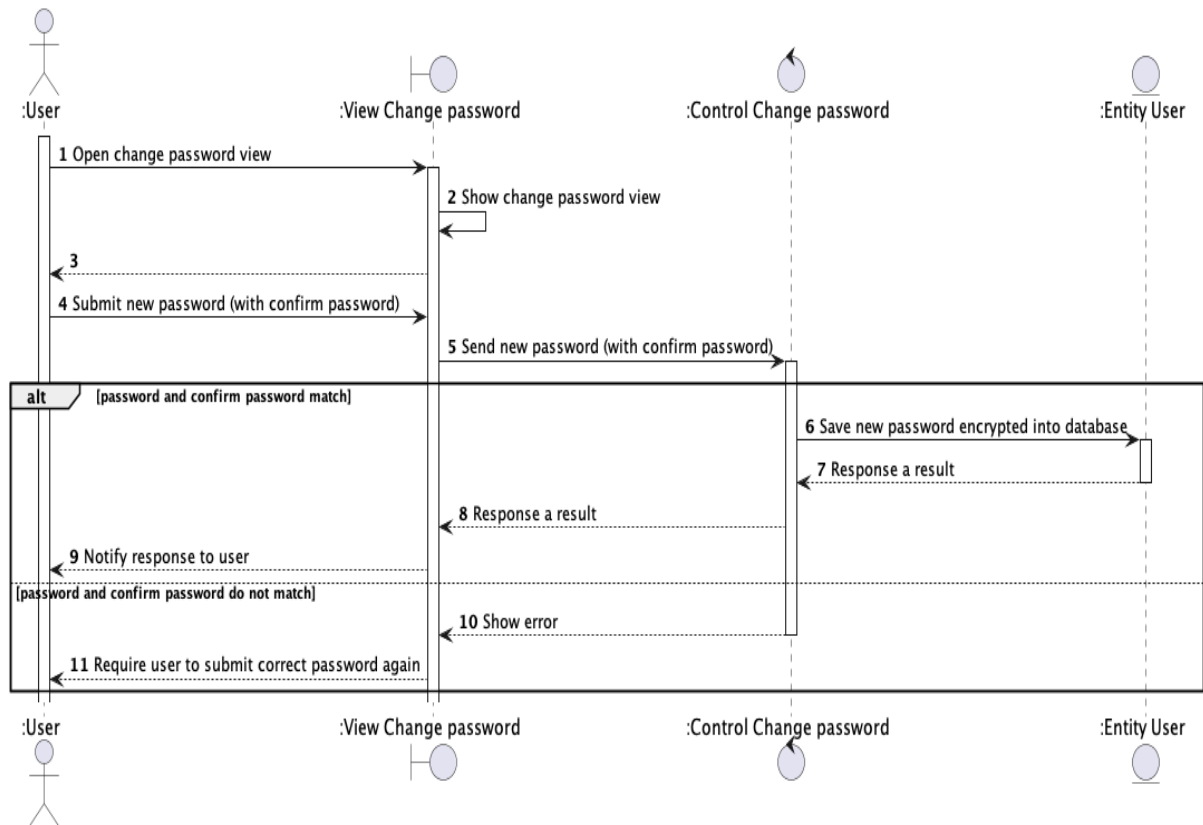 :User
:View Change password
:Control Change password
:Entity User
1 Open change password view
2 Show change password view
3
4 Submit new password (with confirm password)
5 Send new password (with confirm password)
alt [password and confirm password match]
6 Save new password encrypted into database
7 Response a result
8 Response a result
9 Notify response to user
[password and confirm password do not match]
10 Show error
11 Require user to submit correct password again
:User
:View Change password
:Control Change password
:Entity User